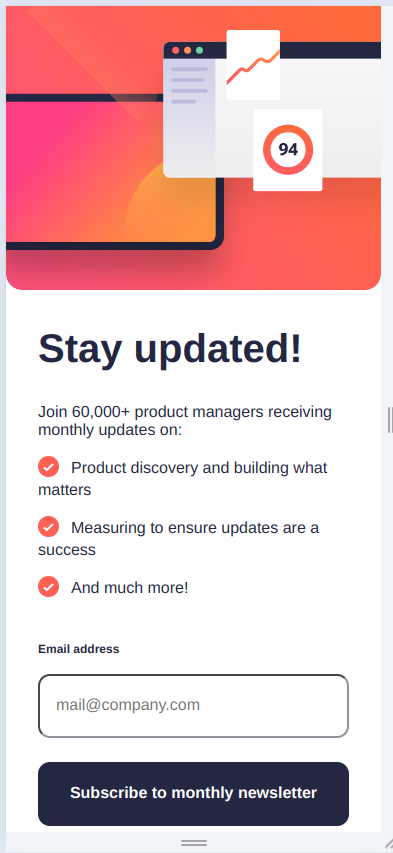 94
Stay updated!
Join 60,000+ product managers receiving
monthly updates on:
Product discovery and building what
matters
Measuring to ensure updates are a
success
And much more!
Email address
mail@company.com
Subscribe to monthly newsletter